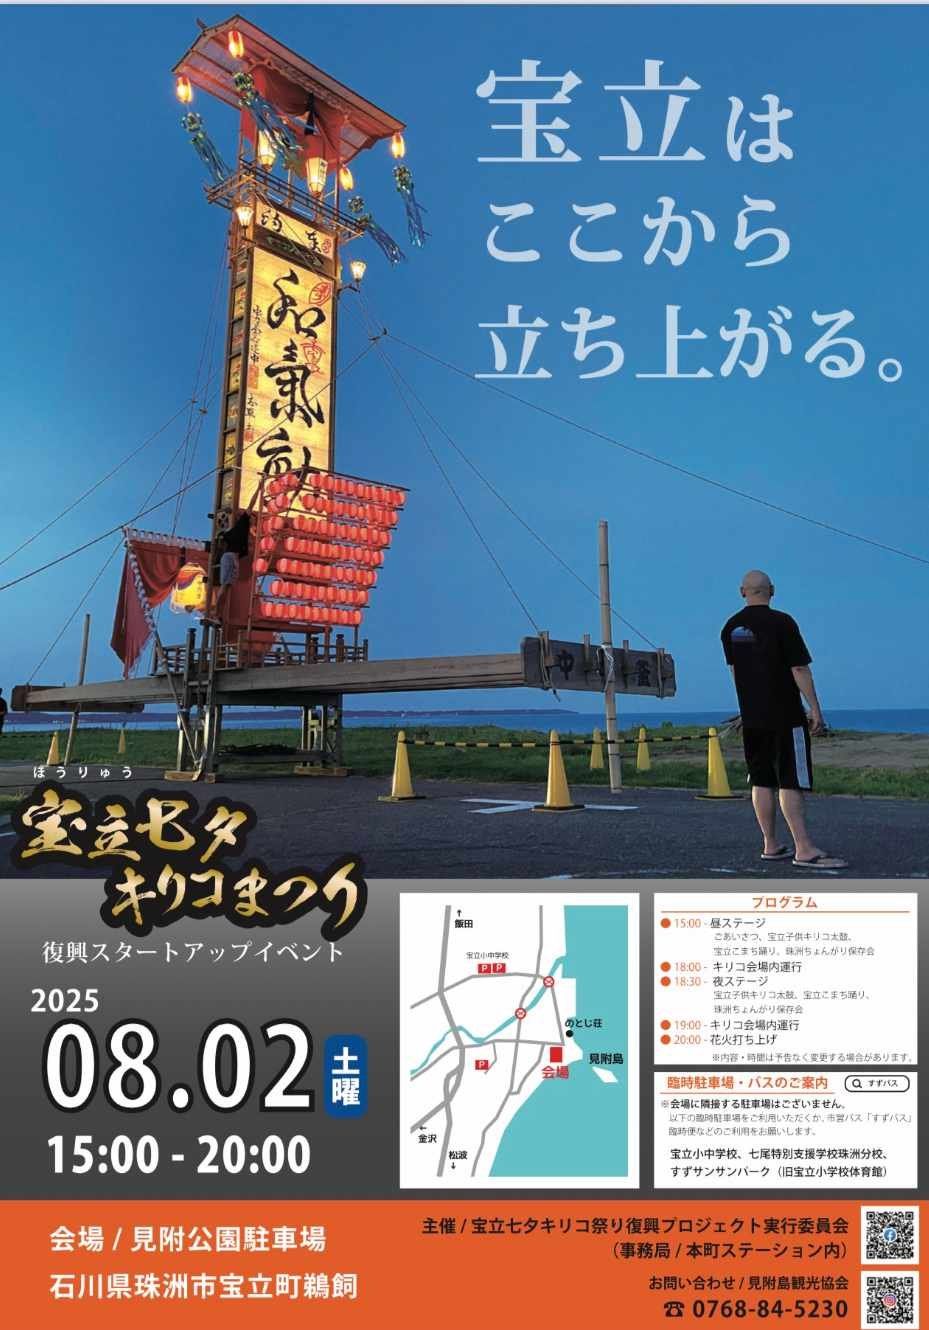 宝立は
ここから
立ち上がる。
和氣
中
釜
ほうりゅう
宝立七夕
キリコまつり
復興スタートアップイベント
2025
08.02
土曜
15:00 - 20:00
↑
飯田
宝立小中学校
P P
のとじ荘
見附島
P
会場
←
金沢
松波
↓
プログラム
● 15:00 - 昼ステージ
ごあいさつ、宝立子供キリコ太鼓、
宝立こまち踊り、珠洲ちょんがり保存会
● 18:00 - キリコ会場内運行
● 18:30 - 夜ステージ
宝立子供キリコ太鼓、宝立こまち踊り、
珠洲ちょんがり保存会
● 19:00 - キリコ会場内運行
● 20:00 - 花火打ち上げ
※内容・時間は予告なく変更する場合があります。
臨時駐車場・バスのご案内
すずバス
※会場に隣接する駐車場はございません。
以下の臨時駐車場をご利用いただくか、市営バス「すずバス」
臨時便などのご利用をお願いします。
宝立小中学校、七尾特別支援学校珠洲分校、
すずサンサンパーク（旧宝立小学校体育館）
会場 / 見附公園駐車場
石川県珠洲市宝立町鵜飼
主催 / 宝立七夕キリコ祭り復興プロジェクト実行委員会
（事務局 / 本町ステーション内）
お問い合わせ / 見附島観光協会
☎ 0768-84-5230